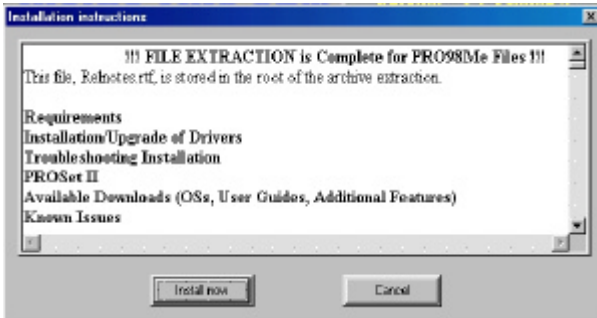 Installation instructions
!!! FILE EXTRACTION is Complete for PRO98Me Files !!!
This file, Relnotes.rtf, is stored in the root of the archive extraction.
Requirements
Installation/Upgrade of Drivers
Troubleshooting Installation
PROSet II
Available Downloads (OSs, User Guides, Additional Features)
Known Issues
Install now
Cancel